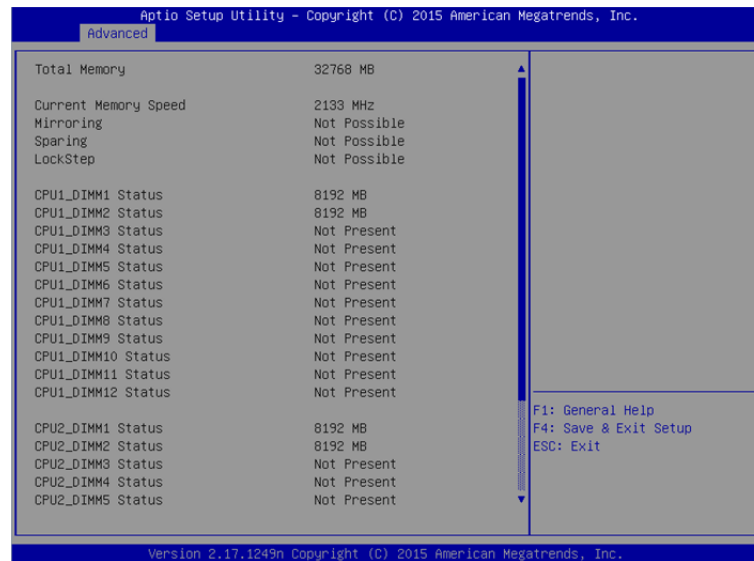 Aptio Setup Utility – Copyright (C) 2015 American Megatrends, Inc.
Advanced
Total Memory 32768 MB
Current Memory Speed 2133 MHz
Mirroring Not Possible
Sparing Not Possible
LockStep Not Possible
CPU1_DIMM1 Status 8192 MB
CPU1_DIMM2 Status 8192 MB
CPU1_DIMM3 Status Not Present
CPU1_DIMM4 Status Not Present
CPU1_DIMM5 Status Not Present
CPU1_DIMM6 Status Not Present
CPU1_DIMM7 Status Not Present
CPU1_DIMM8 Status Not Present
CPU1_DIMM9 Status Not Present
CPU1_DIMM10 Status Not Present
CPU1_DIMM11 Status Not Present
CPU1_DIMM12 Status Not Present
CPU2_DIMM1 Status 8192 MB
CPU2_DIMM2 Status 8192 MB
CPU2_DIMM3 Status Not Present
CPU2_DIMM4 Status Not Present
CPU2_DIMM5 Status Not Present
F1: General Help
F4: Save & Exit Setup
ESC: Exit
Version 2.17.1249n Copyright (C) 2015 American Megatrends, Inc.